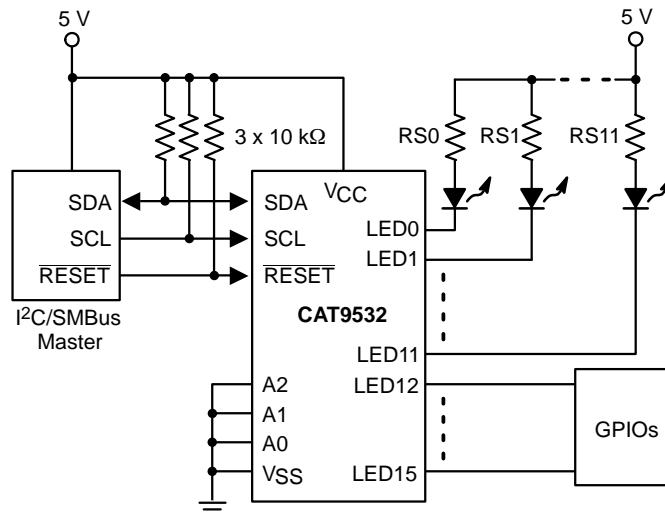 5 V
5 V
3 x 10 kΩ
RS0
RS1
RS11
VCC
SDA
SDA
SCL
SCL
RESET
RESET
LED0
LED1
CAT9532
I2C/SMBus
Master
LED11
A2
LED12
A1
A0
GPIOs
VSS
LED15